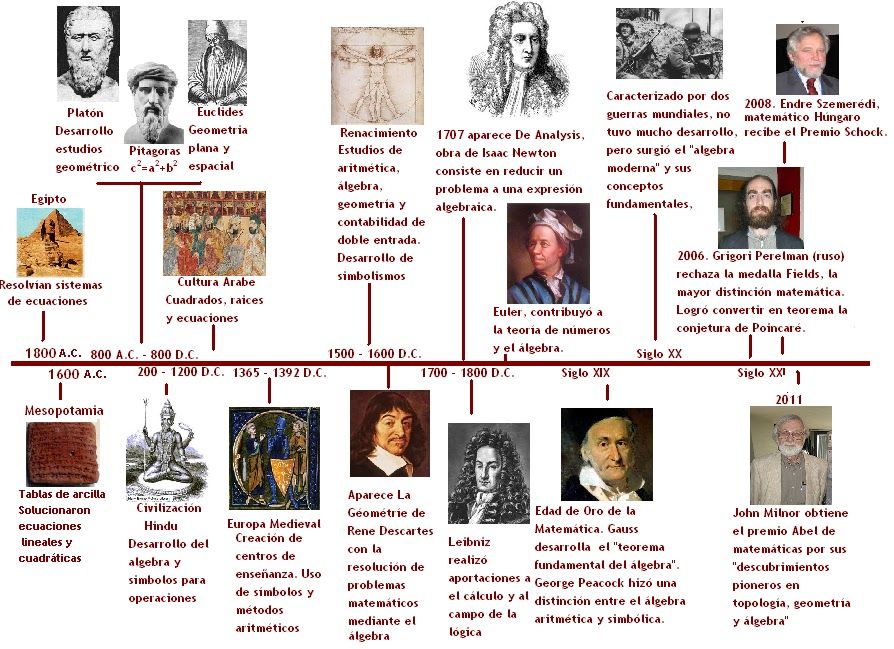 Platón
Desarrollo
estudios
geométrico
Pitagoras
c²=a²+b²
Euclides
Geometria
plana y
espacial
Egipto
Resolvían sistemas
de ecuaciones
Cultura Arabe
Cuadrados, raices
y ecuaciones
Renacimiento
Estudios de
aritmética,
álgebra,
geometría y
contabilidad de
doble entrada.
Desarrollo de
simbolismos
1707 aparece De Analysis,
obra de Isaac Newton
consiste en reducir un
problema a una expresión
algebraica.
Euler, contribuyó a
la teoría de números
y el álgebra.
Caracterizado por dos
guerras mundiales, no
tuvo mucho desarrollo,
pero surgió el "algebra
moderna" y sus
conceptos
fundamentales,
2008. Endre Szemerédi,
matemático Húngaro
recibe el Premio Schock.
2006. Grigori Perelman (ruso)
rechaza la medalla Fields, la
mayor distinción matemática.
Logró convertir en teorema la
conjetura de Poincaré.
1800 A.C.
800 A.C. - 800 D.C.
1500 - 1600 D.C.
Siglo XX
1600 A.C.
200 - 1200 D.C.
1365 - 1392 D.C.
1700 - 1800 D.C.
Siglo XIX
Siglo XXI
Mesopotamia
Tablas de arcilla
Solucionaron
ecuaciones
lineales y
cuadráticas
Civilización
Hindu
Desarrollo del
algebra y
simbolos para
operaciones
Europa Medieval
Creación de
centros de
enseñanza. Uso
de símbolos y
métodos
aritméticos
Aparece La
Géométrie de
Rene Descartes
con la
resolución de
problemas
matemáticos
mediante el
álgebra
Leibniz
realizó
aportaciones a
el cálculo y al
campo de la
lógica
Edad de Oro de la
Matemática. Gauss
desarrolla el "teorema
fundamental del álgebra".
George Peacock hizó una
distinción entre el álgebra
aritmética y simbólica.
2011
John Milnor obtiene
el premio Abel de
matemáticas por sus
"descubrimientos
pioneros en
topología, geometría
y álgebra"